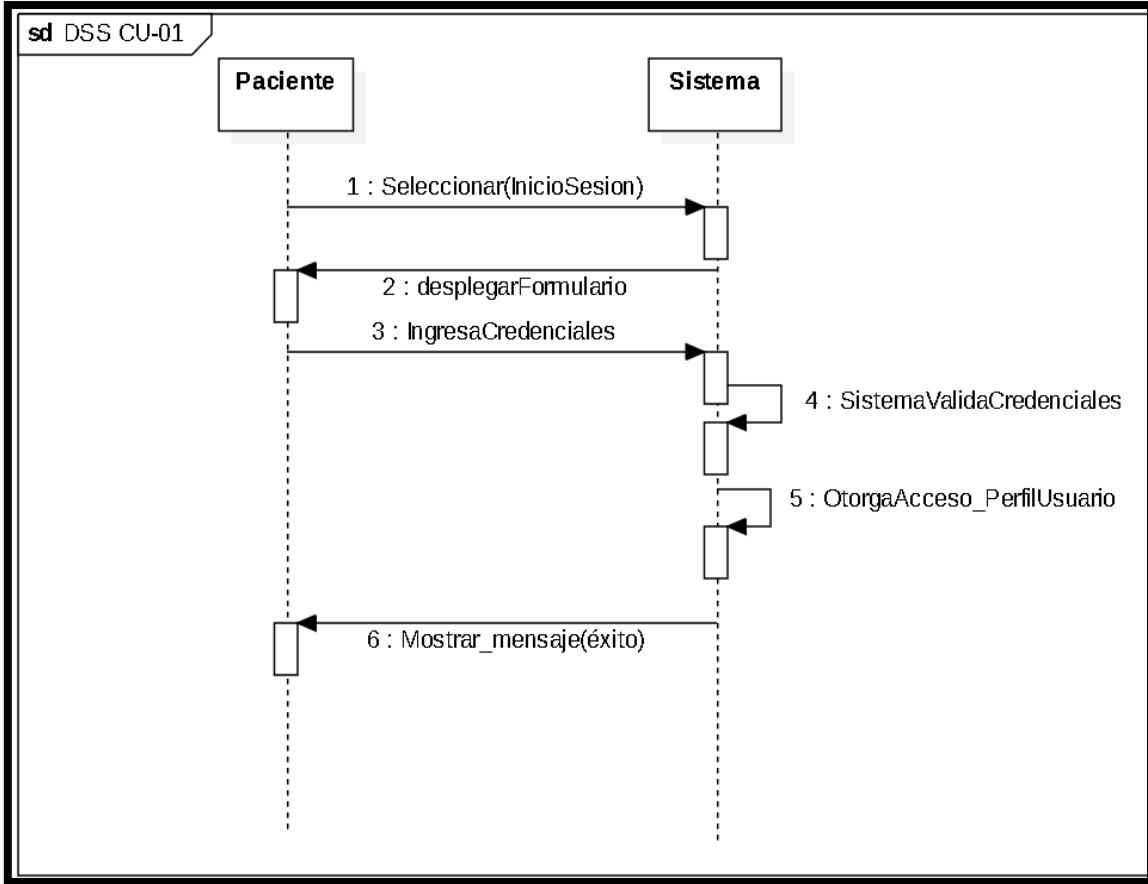 sd DSS CU-01
Paciente
Sistema
1 : Seleccionar(InicioSesion)
2 : desplegarFormulario
3 : IngresaCredenciales
4 : SistemaValidaCredenciales
5 : OtorgaAcceso_PerfilUsuario
6 : Mostrar_mensaje(éxito)